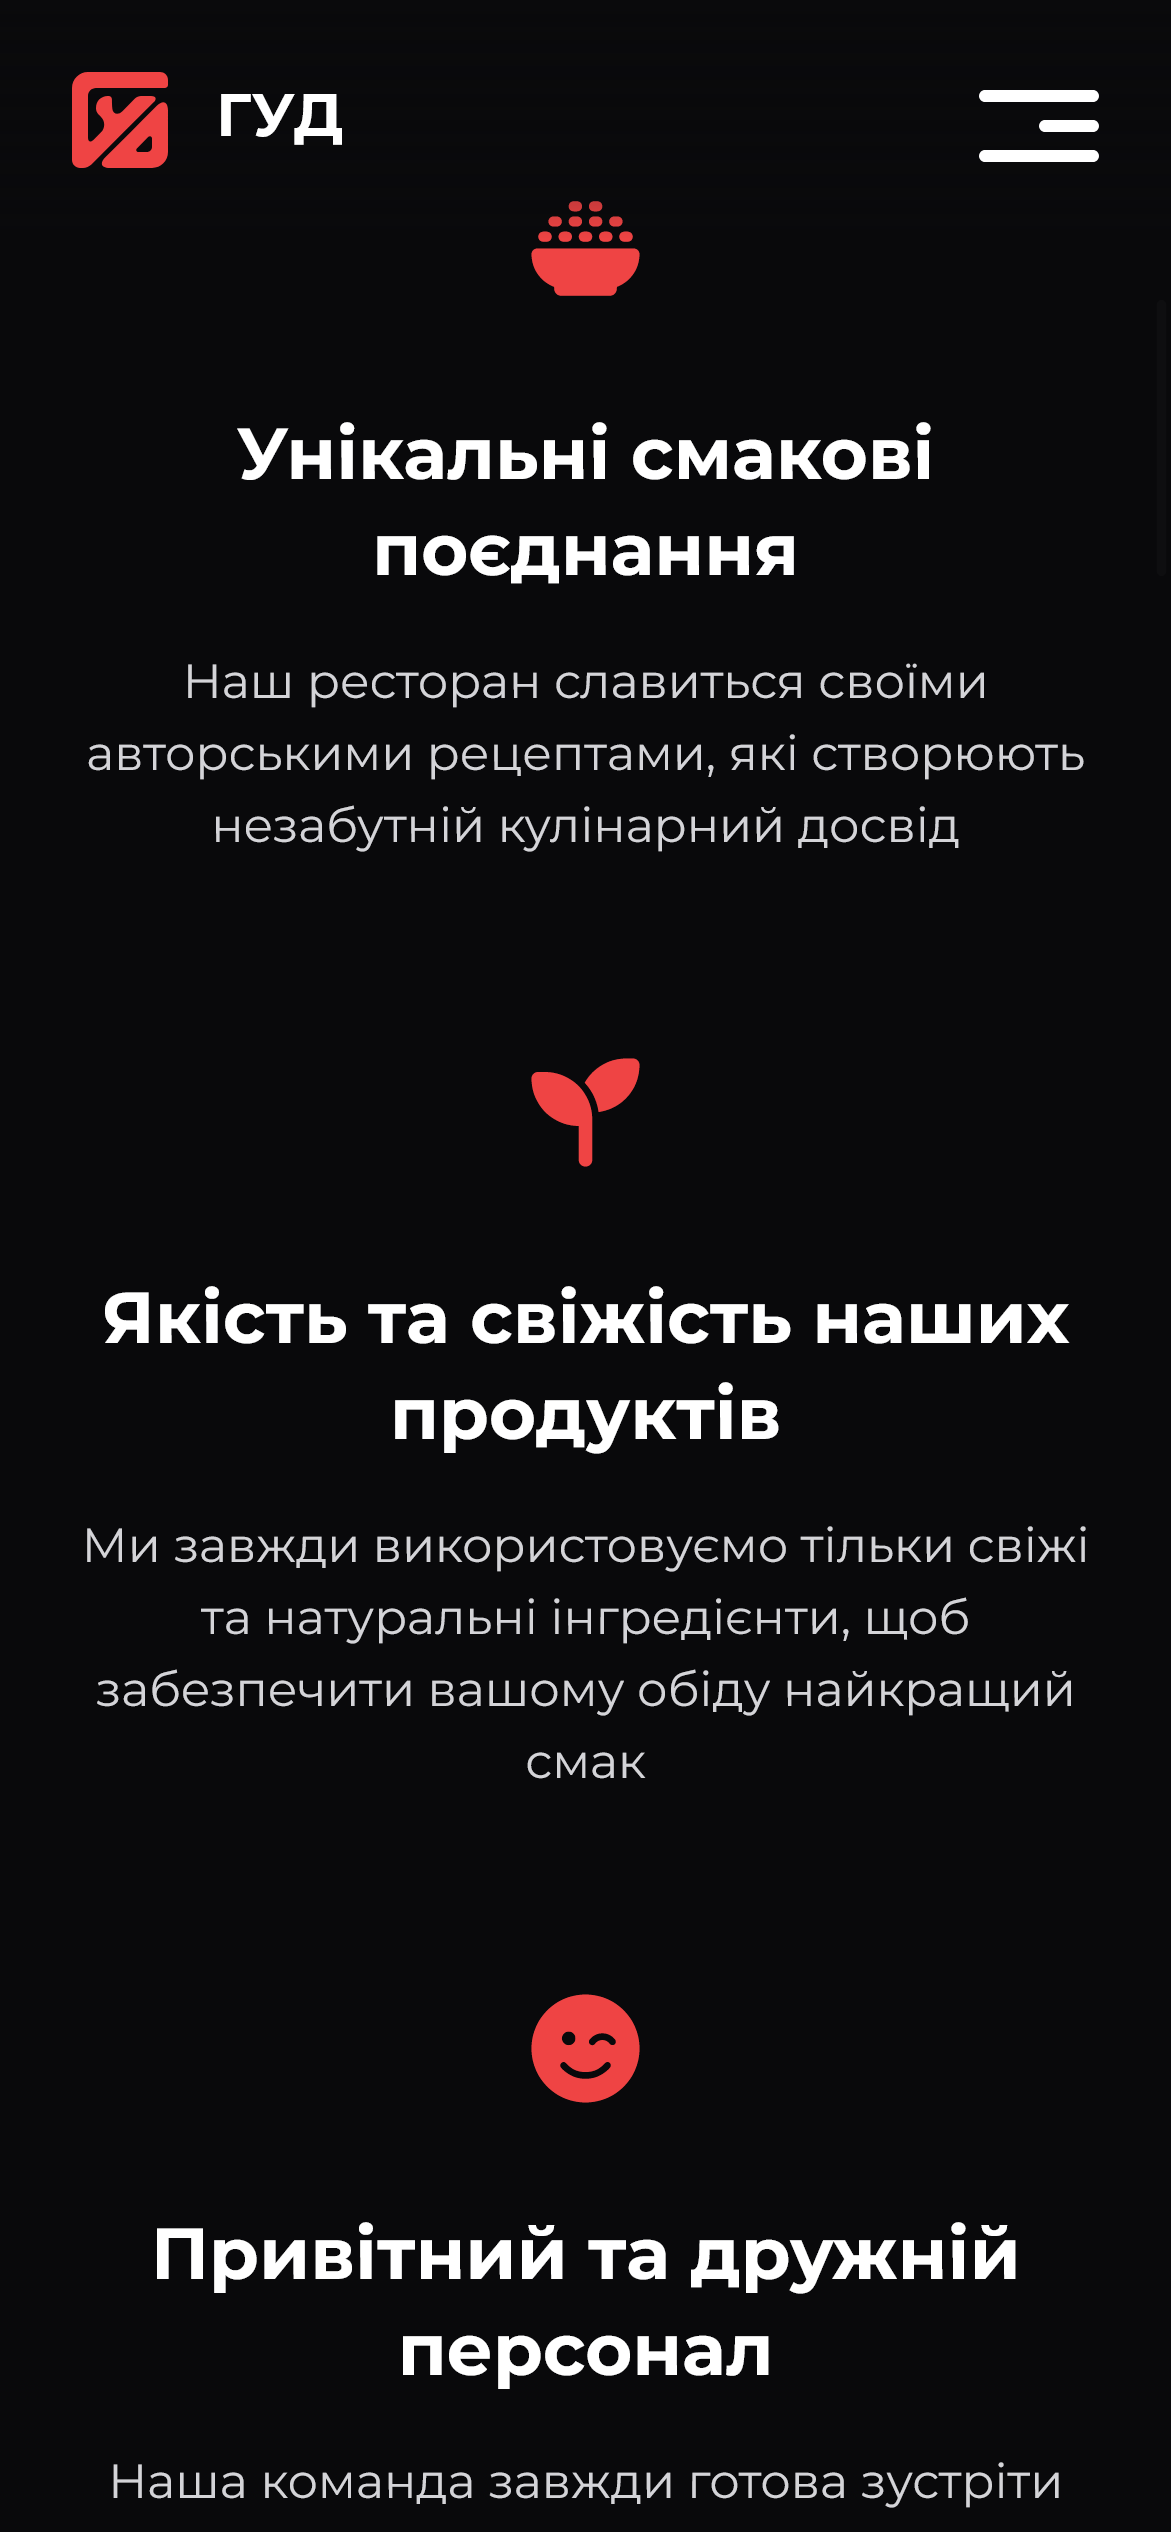 ГУД
Унікальні смакові
поєднання
Наш ресторан славиться своїми
авторськими рецептами, які створюють
незабутній кулінарний досвід
Якість та свіжість наших
продуктів
Ми завжди використовуємо тільки свіжі
та натуральні інгредієнти, щоб
забезпечити вашому обіду найкращий
смак
Привітний та дружній
персонал
Наша команда завжди готова зустріти